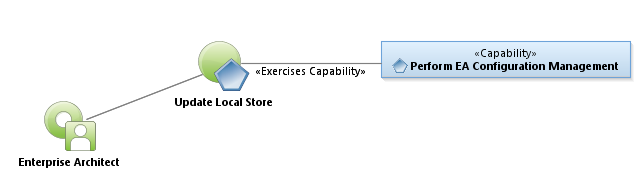 «Capability»
Perform EA Configuration Management
«Exercises Capability»
Update Local Store
Enterprise Architect